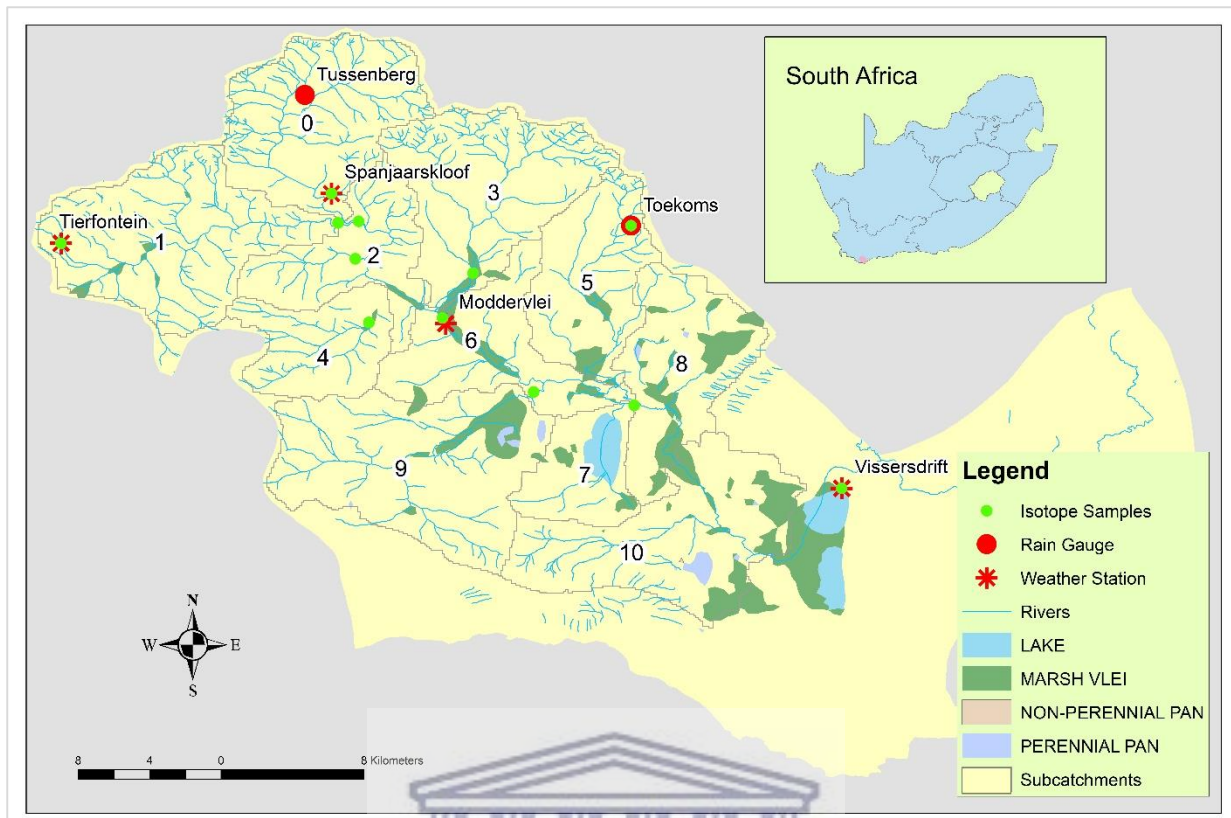 Tussenberg
0
South Africa
Spanjaarskloof
3
Toekoms
Tierfontein
1
2
5
Moddervlei
6
4
8
9
7
Vissersdrift
10
Legend
Isotope Samples
Rain Gauge
Weather Station
Rivers
LAKE
MARSH VLEI
NON-PERENNIAL PAN
PERENNIAL PAN
Subcatchments
N
W E
S
8 4 0 8 Kilometers